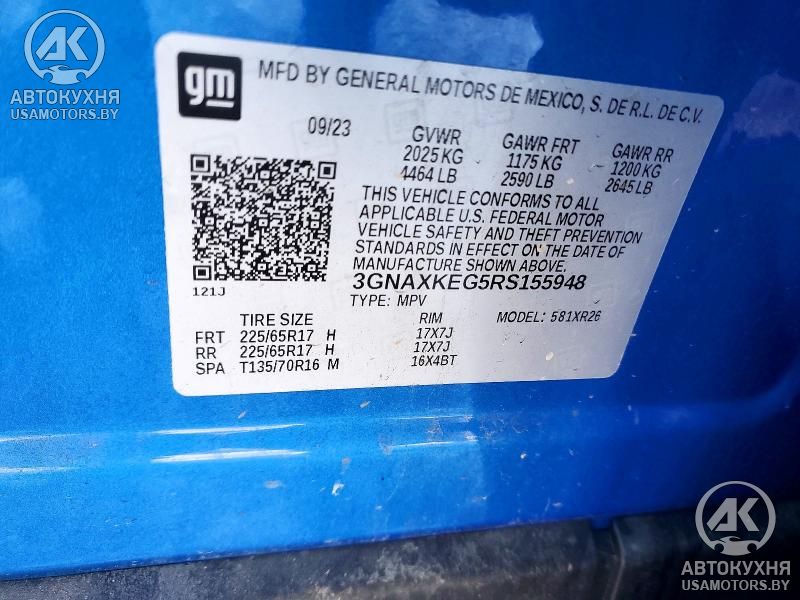 АК
АВТОКУХНЯ
USAMOTORS.BY
gm
MFD BY GENERAL MOTORS DE MEXICO, S. DE R.L. DE C.V.
09/23 GVWR GAWR FRT GAWR RR
2025 KG 1175 KG 1200 KG
4464 LB 2590 LB 2645 LB
THIS VEHICLE CONFORMS TO ALL
APPLICABLE U.S. FEDERAL MOTOR
VEHICLE SAFETY AND THEFT PREVENTION
STANDARDS IN EFFECT ON THE DATE OF
MANUFACTURE SHOWN ABOVE.
121J
3GNAXKEG5RS155948
TYPE: MPV MODEL: 581XR26
TIRE SIZE RIM
FRT 225/65R17 H 17X7J
RR 225/65R17 H 17X7J
SPA T135/70R16 M 16X4BT
АК
АВТОКУХНЯ
USAMOTORS.BY